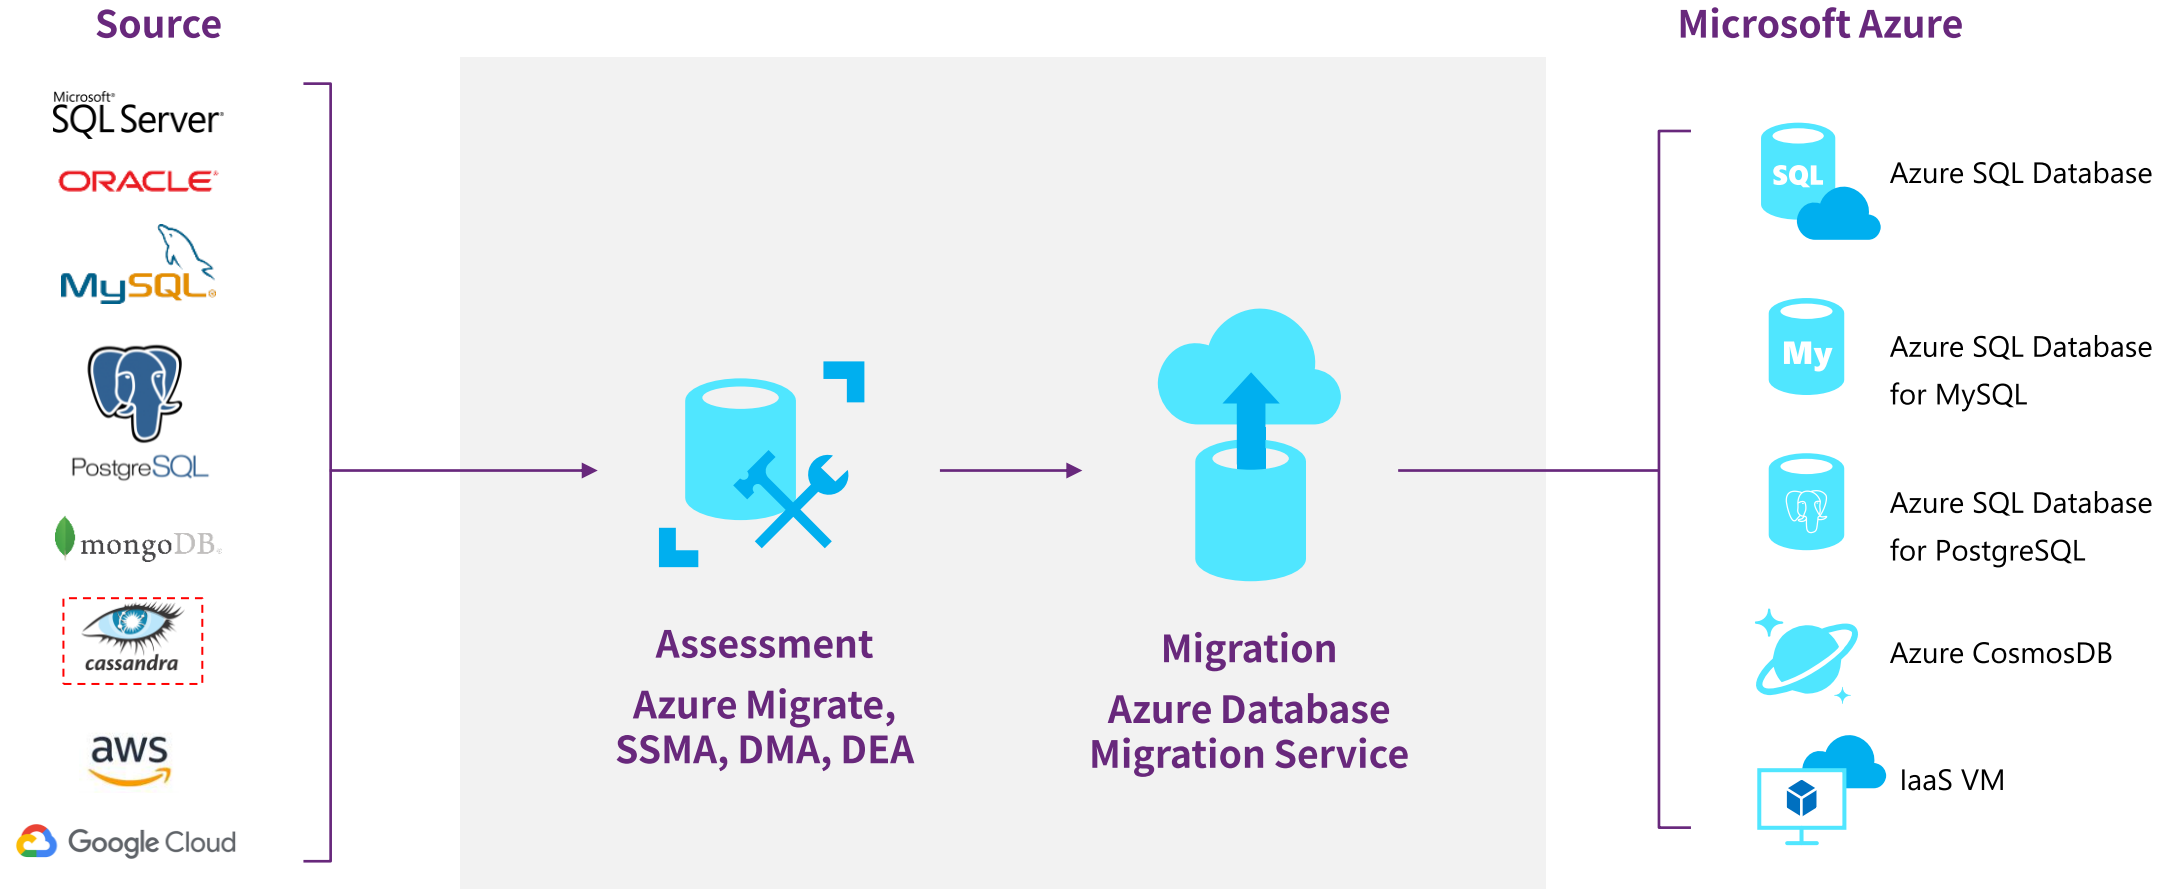 Source
Microsoft®
SQL Server
ORACLE
MySQL
PostgreSQL
mongoDB
cassandra
aws
Google Cloud
Assessment
Azure Migrate,
SSMA, DMA, DEA
Migration
Azure Database
Migration Service
Microsoft Azure
SQL
Azure SQL Database
My
Azure SQL Database
for MySQL
Azure SQL Database
for PostgreSQL
Azure CosmosDB
IaaS VM